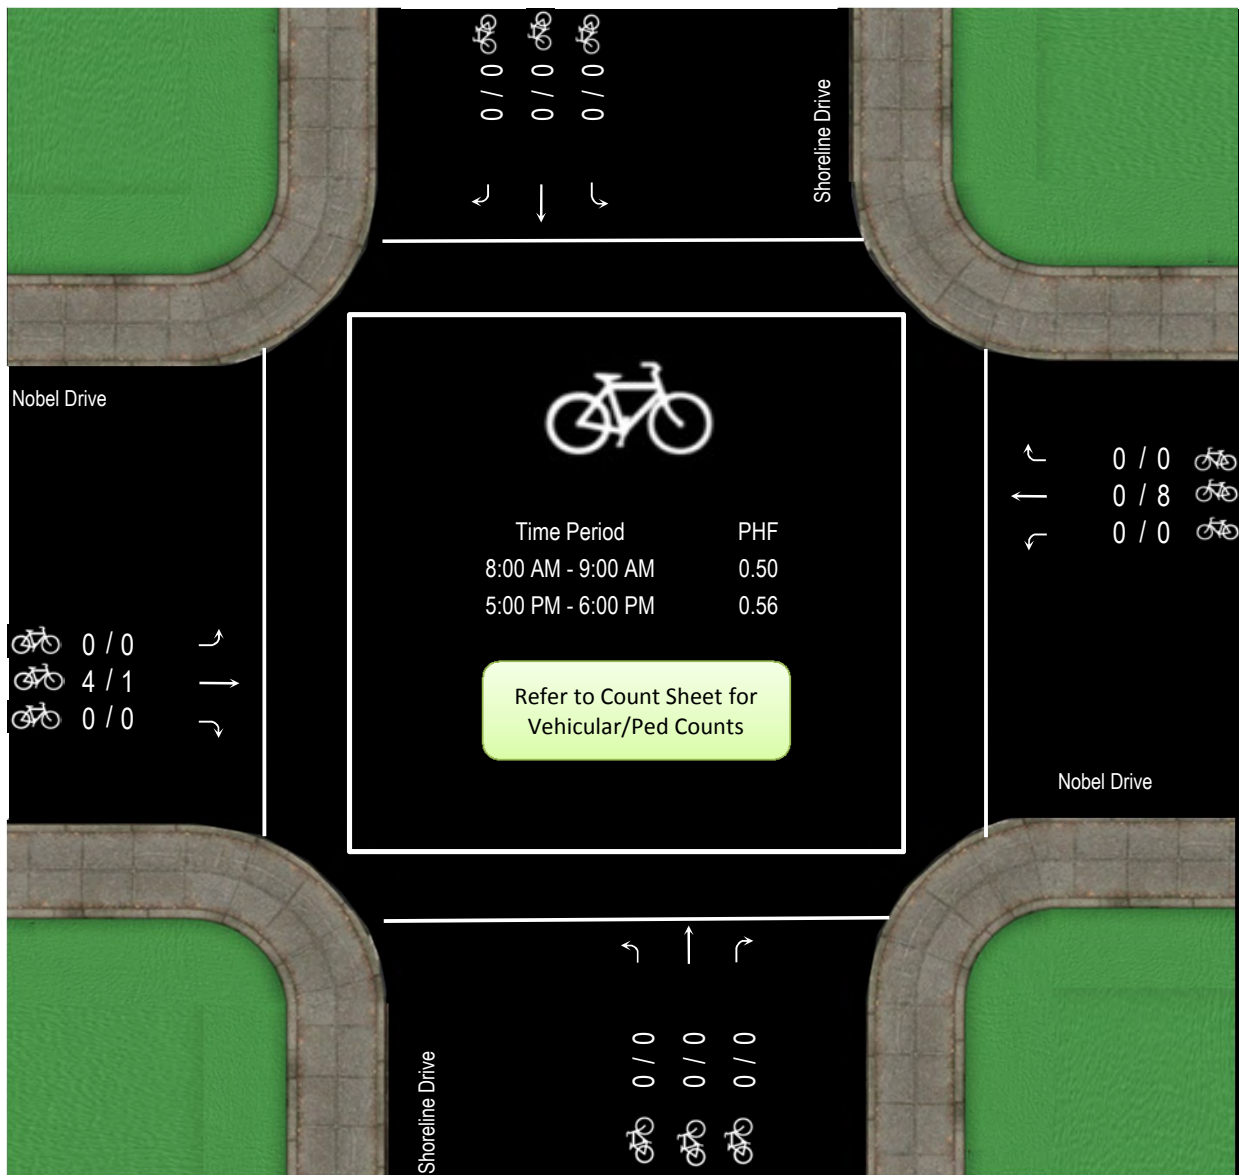 0 / 0
0 / 0
0 / 0
Shoreline Drive
Nobel Drive
0 / 0
0 / 8
0 / 0
Time Period PHF
8:00 AM - 9:00 AM 0.50
5:00 PM - 6:00 PM 0.56
0 / 0
4 / 1
0 / 0
Refer to Count Sheet for
Vehicular/Ped Counts
Nobel Drive
0 / 0
0 / 0
0 / 0
Shoreline Drive